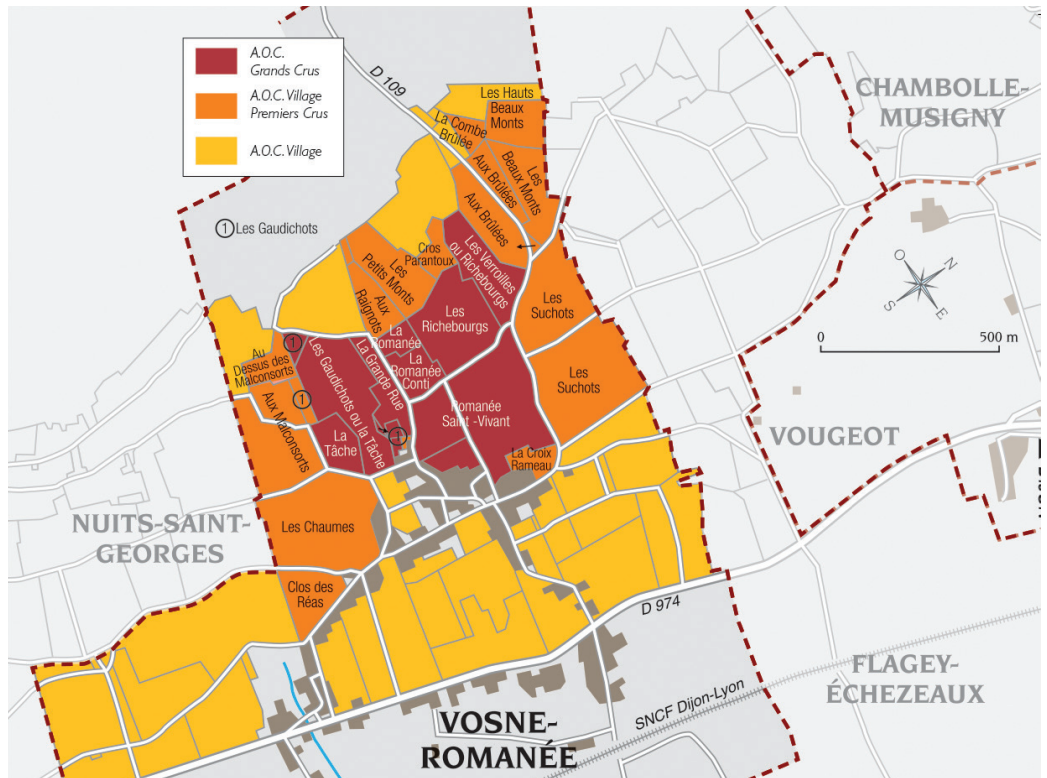 A.O.C.
Grands Crus
A.O.C. Village
Premiers Crus
A.O.C. Village
D 109
Les Hauts
Beaux
Monts
La Combe
Brûlée
CHAMBOLLE-
MUSIGNY
Aux Brûlées
Les
Beaux Monts
Aux Brûlées
1 Les Gaudichots
Cros
Parantoux
Les Verroilles
ou Richebourgs
Les
Petits Monts
Aux
Raignots
O
N
S
E
0
500 m
Les
Suchots
Les
Richebourgs
La
Romanée
La
Romanée
Conti
1
Au
Dessus des
Malconsorts
Les Gaudichots ou la Tâche
La Grande Rue
Les
Suchots
1
Aux Malconsorts
La
Tâche
1
Romanée
Saint -Vivant
La Croix
Rameau
VOUGEOT
NUITS-SAINT-
GEORGES
Les Chaumes
Clos des
Réas
D 974
FLAGEY-
ÉCHEZEAUX
SNCF Dijon-Lyon
VOSNE-
ROMANÉE